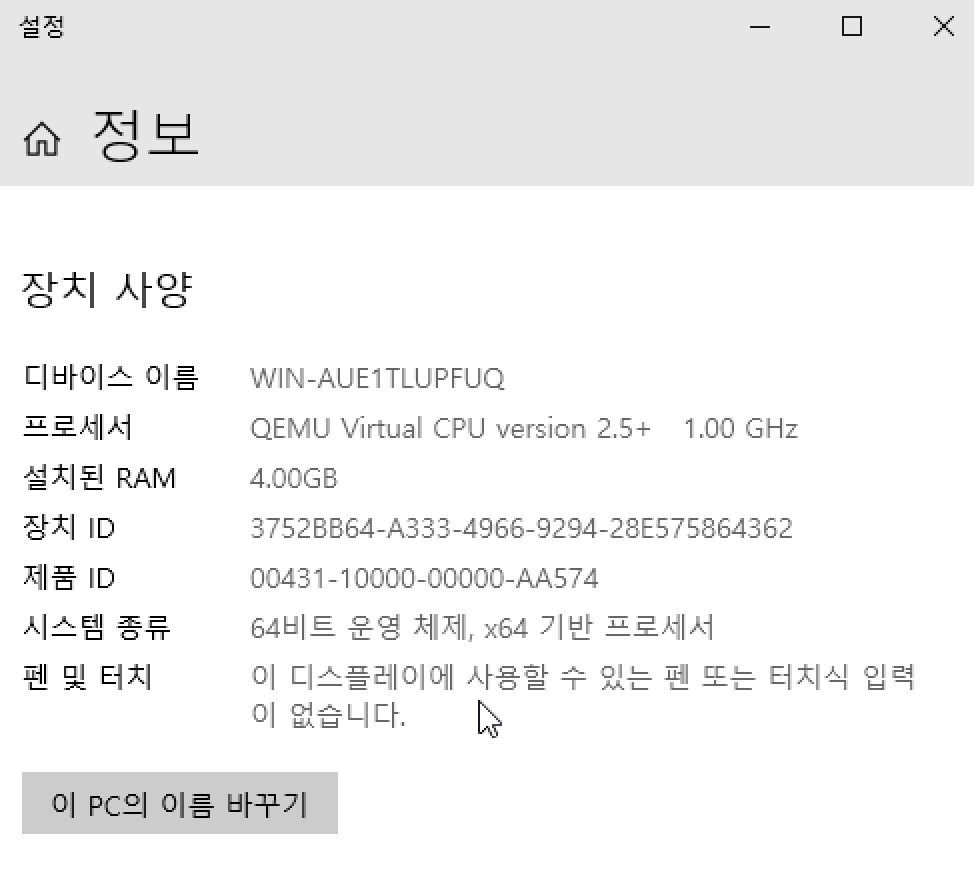 설정
정보
장치 사양
디바이스 이름 WIN-AUE1TLUPFUQ
프로세서 QEMU Virtual CPU version 2.5+ 1.00 GHz
설치된 RAM 4.00GB
장치 ID 3752BB64-A333-4966-9294-28E575864362
제품 ID 00431-10000-00000-AA574
시스템 종류 64비트 운영 체제, x64 기반 프로세서
펜 및 터치 이 디스플레이에 사용할 수 있는 펜 또는 터치식 입력
이 없습니다.
이 PC의 이름 바꾸기